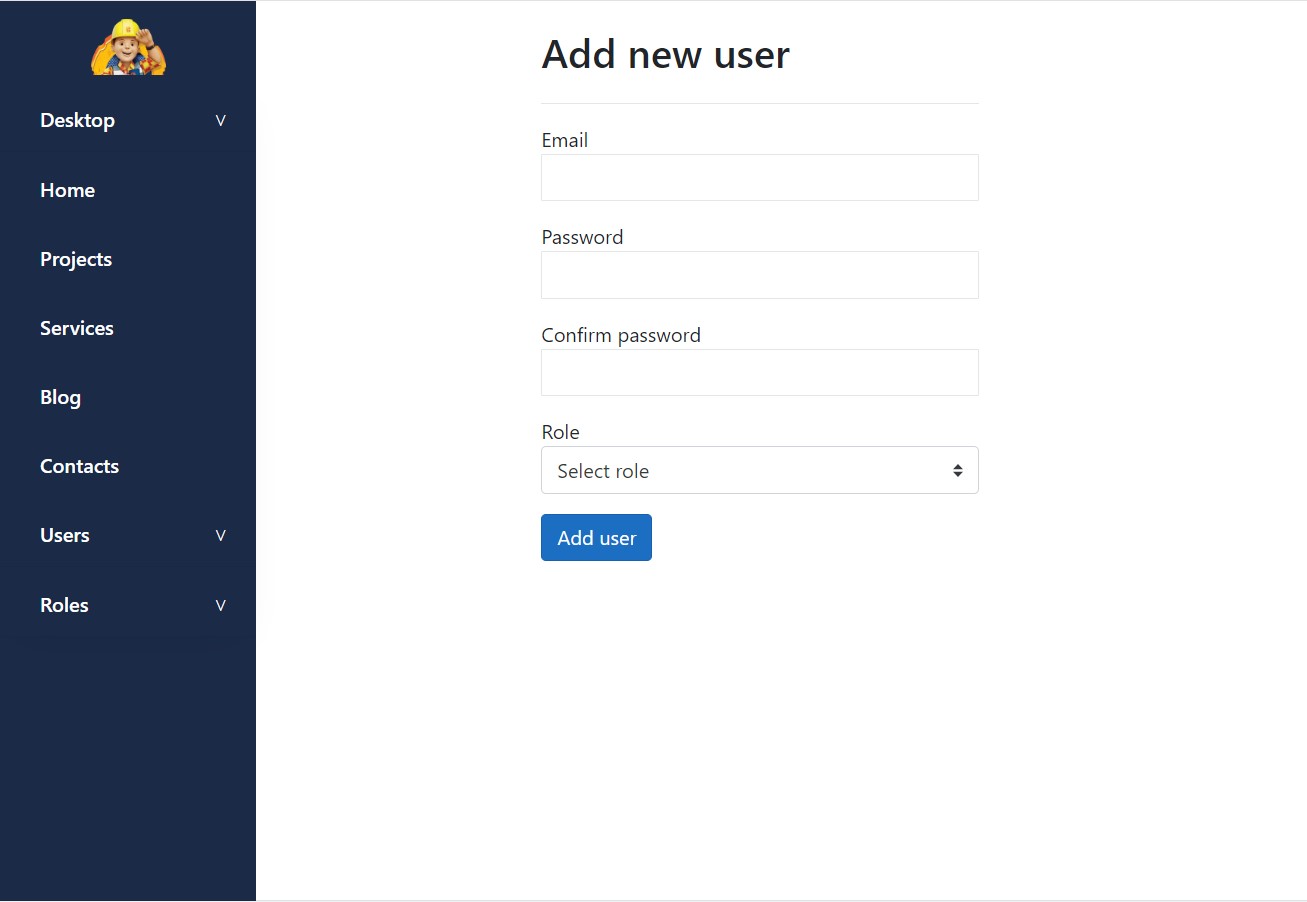 Desktop V
Home
Projects
Services
Blog
Contacts
Users V
Roles V
Add new user
Email
Password
Confirm password
Role
Select role
Add user